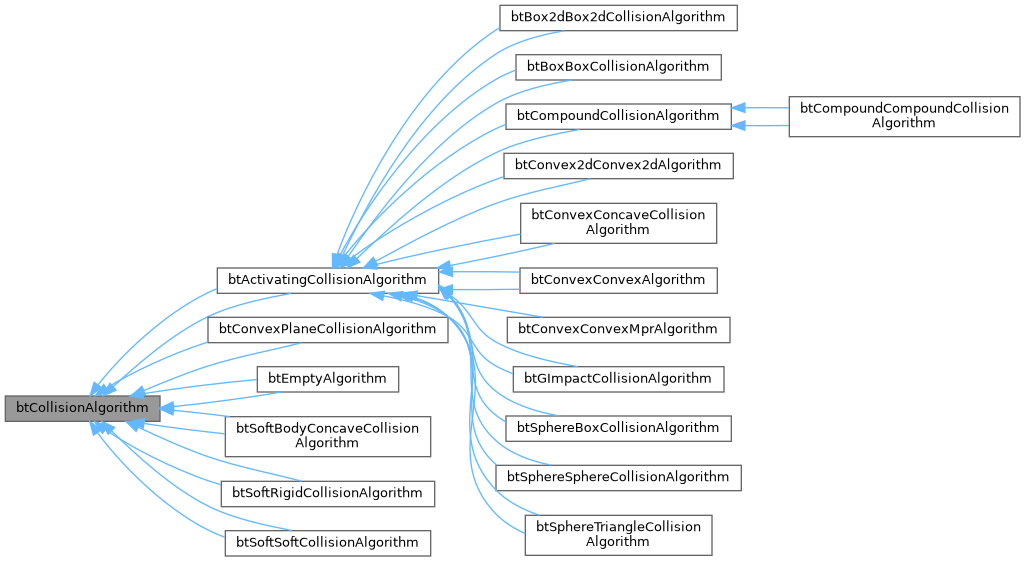 btBox2dBox2dCollisionAlgorithm
btBoxBoxCollisionAlgorithm
btCompoundCollisionAlgorithm
btCompoundCompoundCollision
Algorithm
btConvex2dConvex2dAlgorithm
btConvexConcaveCollision
Algorithm
btActivatingCollisionAlgorithm
btConvexConvexAlgorithm
btConvexPlaneCollisionAlgorithm
btConvexConvexMprAlgorithm
btEmptyAlgorithm
btGImpactCollisionAlgorithm
btCollisionAlgorithm
btSoftBodyConcaveCollision
Algorithm
btSphereBoxCollisionAlgorithm
btSoftRigidCollisionAlgorithm
btSphereSphereCollisionAlgorithm
btSoftSoftCollisionAlgorithm
btSphereTriangleCollision
Algorithm